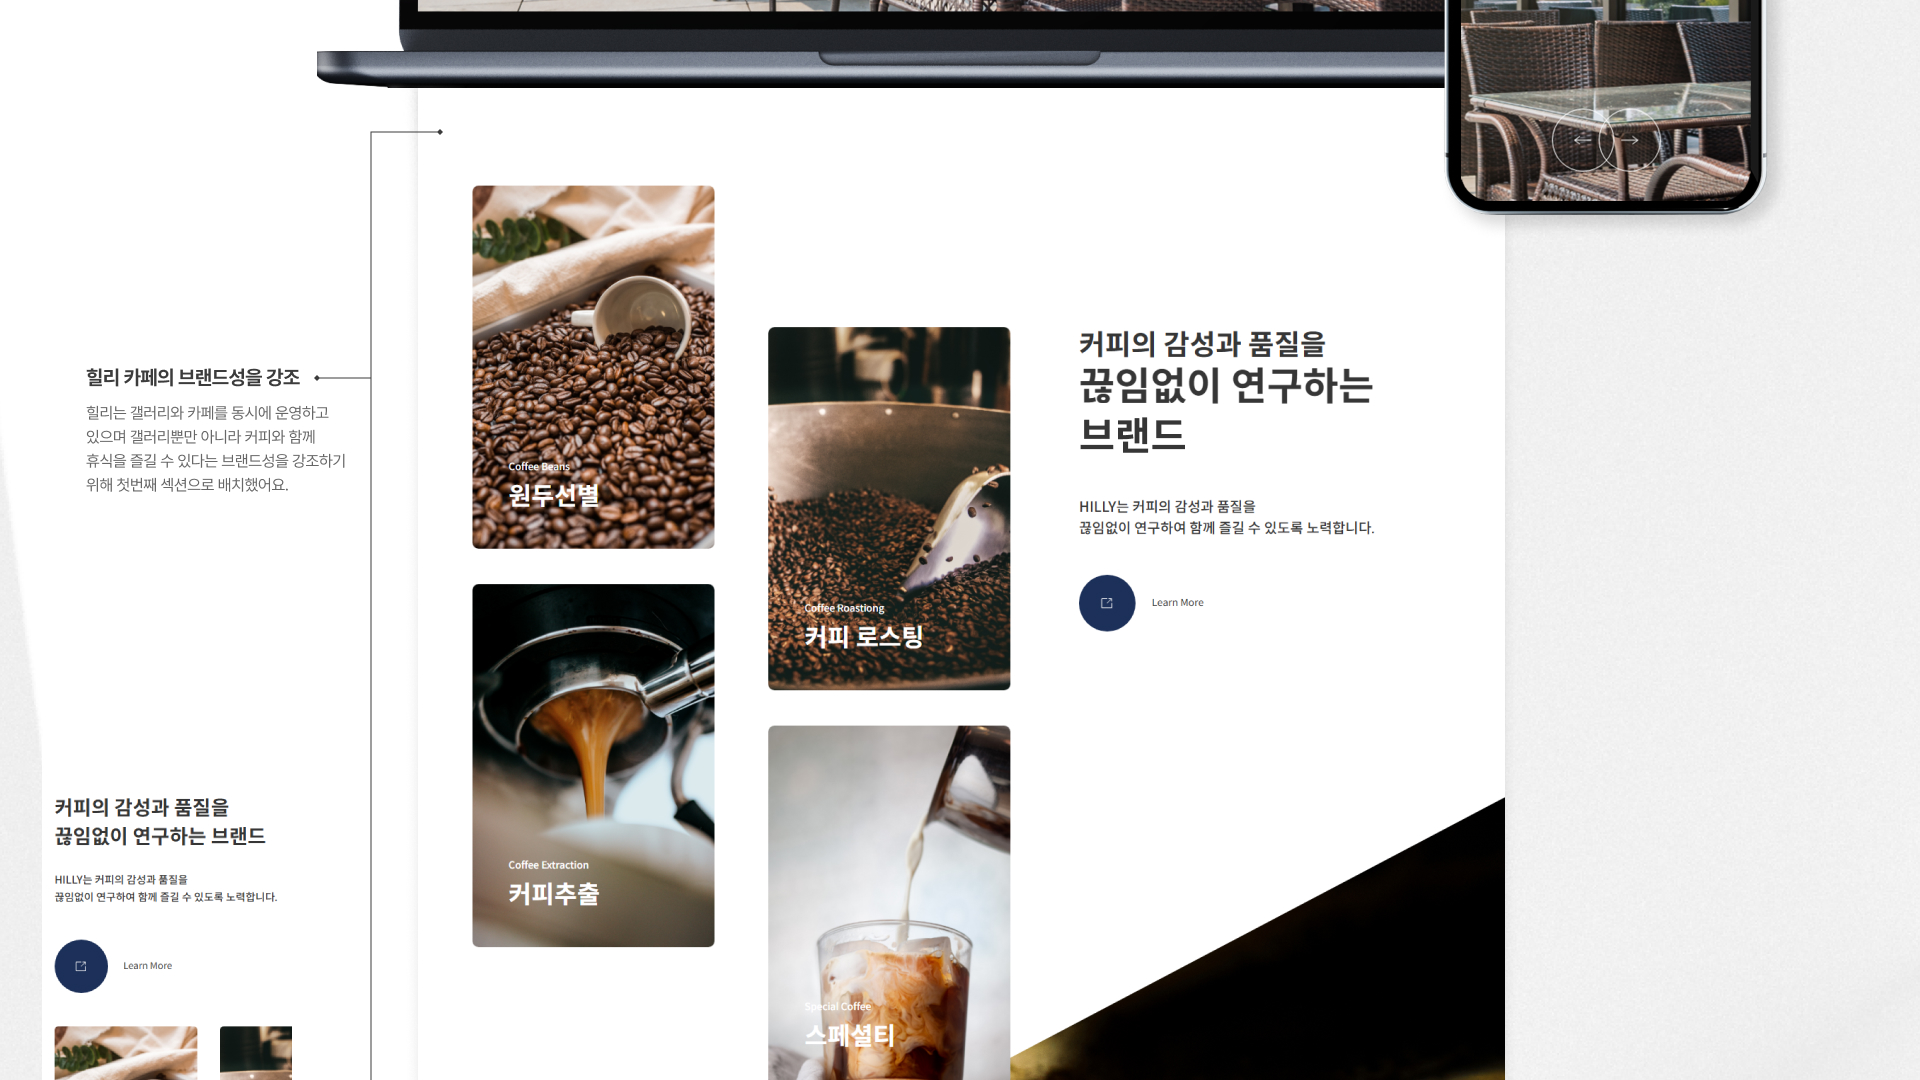 힐리 카페의 브랜드성을 강조
힐리는 갤러리와 카페를 동시에 운영하고
있으며 갤러리뿐만 아니라 커피와 함께
휴식을 즐길 수 있다는 브랜드성을 강조하기
위해 첫번째 섹션으로 배치했어요.
Coffee Beans
원두선별
Coffee Extraction
커피추출
Coffee Roastiong
커피 로스팅
Special Coffee
스페셜티
커피의 감성과 품질을
끊임없이 연구하는
브랜드
HILLY는 커피의 감성과 품질을
끊임없이 연구하여 함께 즐길 수 있도록 노력합니다.
Learn More
커피의 감성과 품질을
끊임없이 연구하는 브랜드
HILLY는 커피의 감성과 품질을
끊임없이 연구하여 함께 즐길 수 있도록 노력합니다.
Learn More